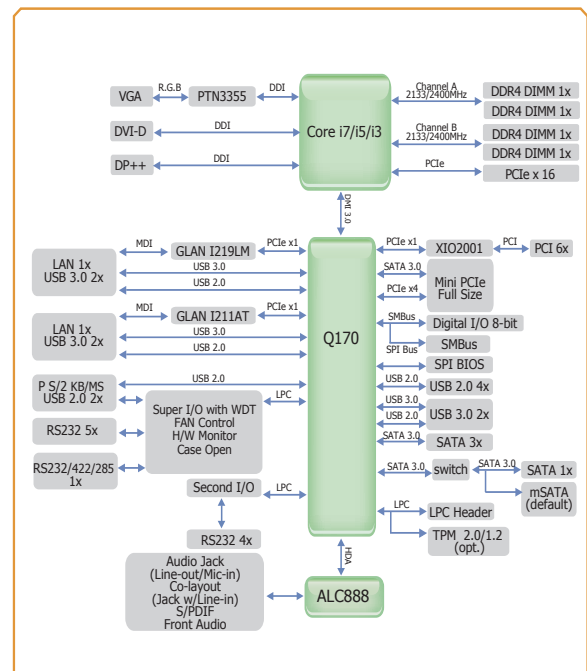 VGA
R.G.B
PTN3355
DDI
DVI-D
DDI
DP++
DDI
Core i7/i5/i3
Channel A
2133/2400MHz
DDR4 DIMM 1x
DDR4 DIMM 1x
Channel B
2133/2400MHz
DDR4 DIMM 1x
DDR4 DIMM 1x
PCIe
PCIe x 16
DMI 3.0
LAN 1x
USB 3.0 2x
MDI
GLAN I219LM
PCIe x1
USB 3.0
USB 2.0
LAN 1x
USB 3.0 2x
MDI
GLAN I211AT
PCIe x1
USB 3.0
USB 2.0
P S/2 KB/MS
USB 2.0 2x
USB 2.0
RS232 5x
RS232/422/285
1x
Super I/O with WDT
FAN Control
H/W Monitor
Case Open
LPC
Second I/O
LPC
RS232 4x
Q170
PCIe x1
XIO2001
PCI
PCI 6x
SATA 3.0
PCIe x4
Mini PCIe
Full Size
SMBus
Digital I/O 8-bit
SMBus
SPI Bus
SPI BIOS
USB 2.0
USB 2.0 4x
USB 3.0
USB 2.0
USB 3.0 2x
SATA 3.0
SATA 3x
SATA 3.0
switch
SATA 3.0
SATA 1x
mSATA
(default)
LPC
LPC Header
TPM 2.0/1.2
(opt.)
HDA
Audio Jack
(Line-out/Mic-in)
Co-layout
(Jack w/Line-in)
S/PDIF
Front Audio
ALC888